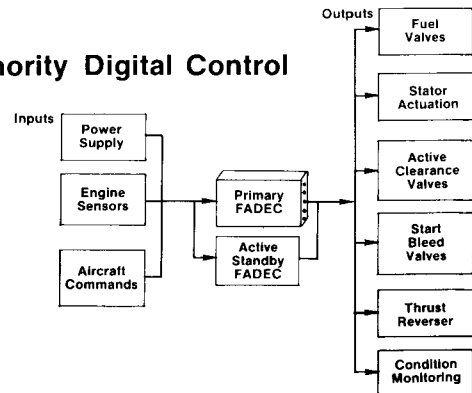 hority Digital Control
Inputs
Power
Supply
Engine
Sensors
Aircraft
Commands
Primary
FADEC
Active
Standby
FADEC
Outputs
Fuel
Valves
Stator
Actuation
Active
Clearance
Valves
Start
Bleed
Valves
Thrust
Reverser
Condition
Monitoring